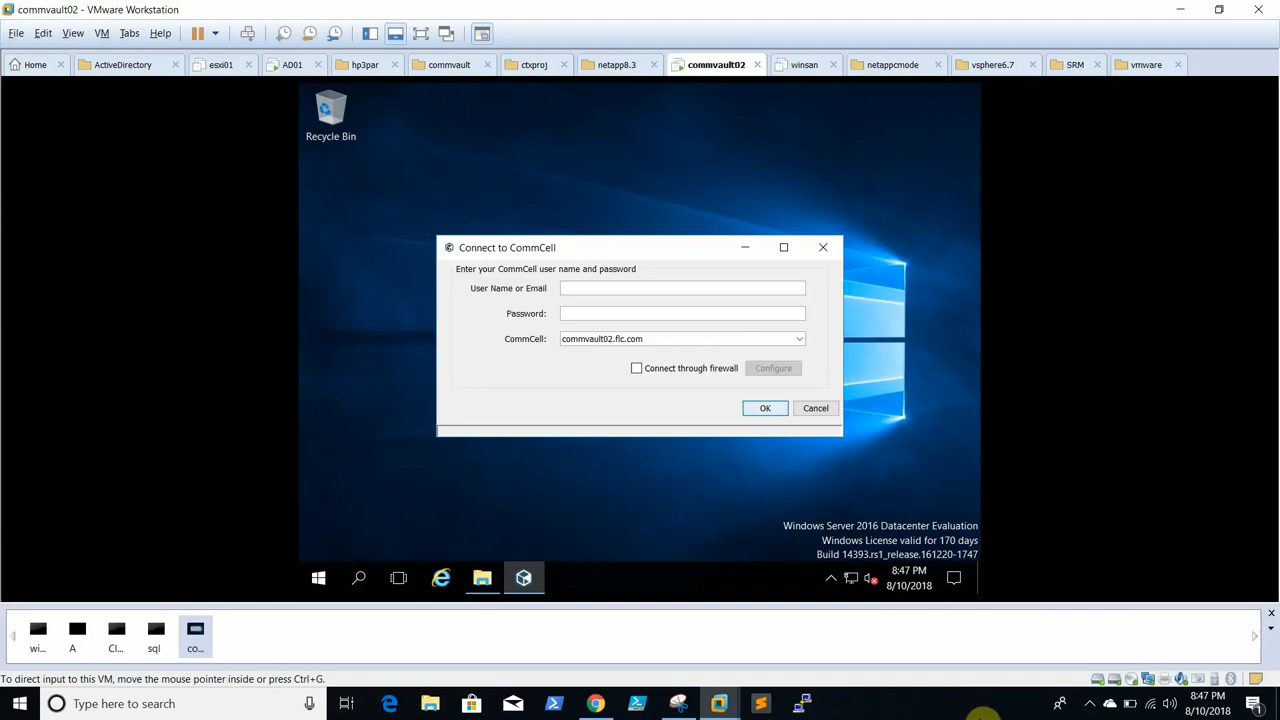 commvault02 - VMware Workstation
File Edit View VM Tabs Help
Home ActiveDirectory esxi01 AD01 hp3par commvault ctxproj netapp8.3 commvault02 winsan netappcmode vsphere6.7 SRM vmware
Recycle Bin
Connect to CommCell
Enter your CommCell user name and password
User Name or Email
Password:
CommCell: commvault02.flc.com
Connect through firewall Configure
OK Cancel
Windows Server 2016 Datacenter Evaluation
Windows License valid for 170 days
Build 14393.rs1_release.161220-1747
8:47 PM
8/10/2018
wi... A Cl... sql co...
To direct input to this VM, move the mouse pointer inside or press Ctrl+G.
Type here to search
8:47 PM
8/10/2018
1